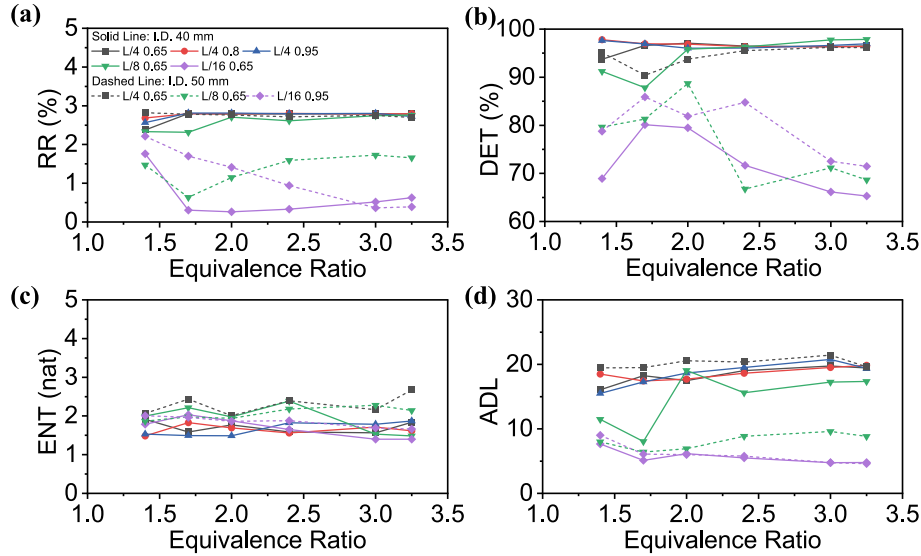 (a)
Solid Line: I.D. 40 mm
L/4 0.65 L/4 0.8 L/4 0.95
L/8 0.65 L/16 0.65
Dashed Line: I.D. 50 mm
L/4 0.65 L/8 0.65 L/16 0.95
5
4
3
2
1
0
RR (%)
1.0 1.5 2.0 2.5 3.0 3.5
Equivalence Ratio
(b)
100
90
80
70
60
DET (%)
1.0 1.5 2.0 2.5 3.0 3.5
Equivalence Ratio
(c)
5
4
3
2
1
0
ENT (nat)
1.0 1.5 2.0 2.5 3.0 3.5
Equivalence Ratio
(d)
30
20
10
0
ADL
1.0 1.5 2.0 2.5 3.0 3.5
Equivalence Ratio